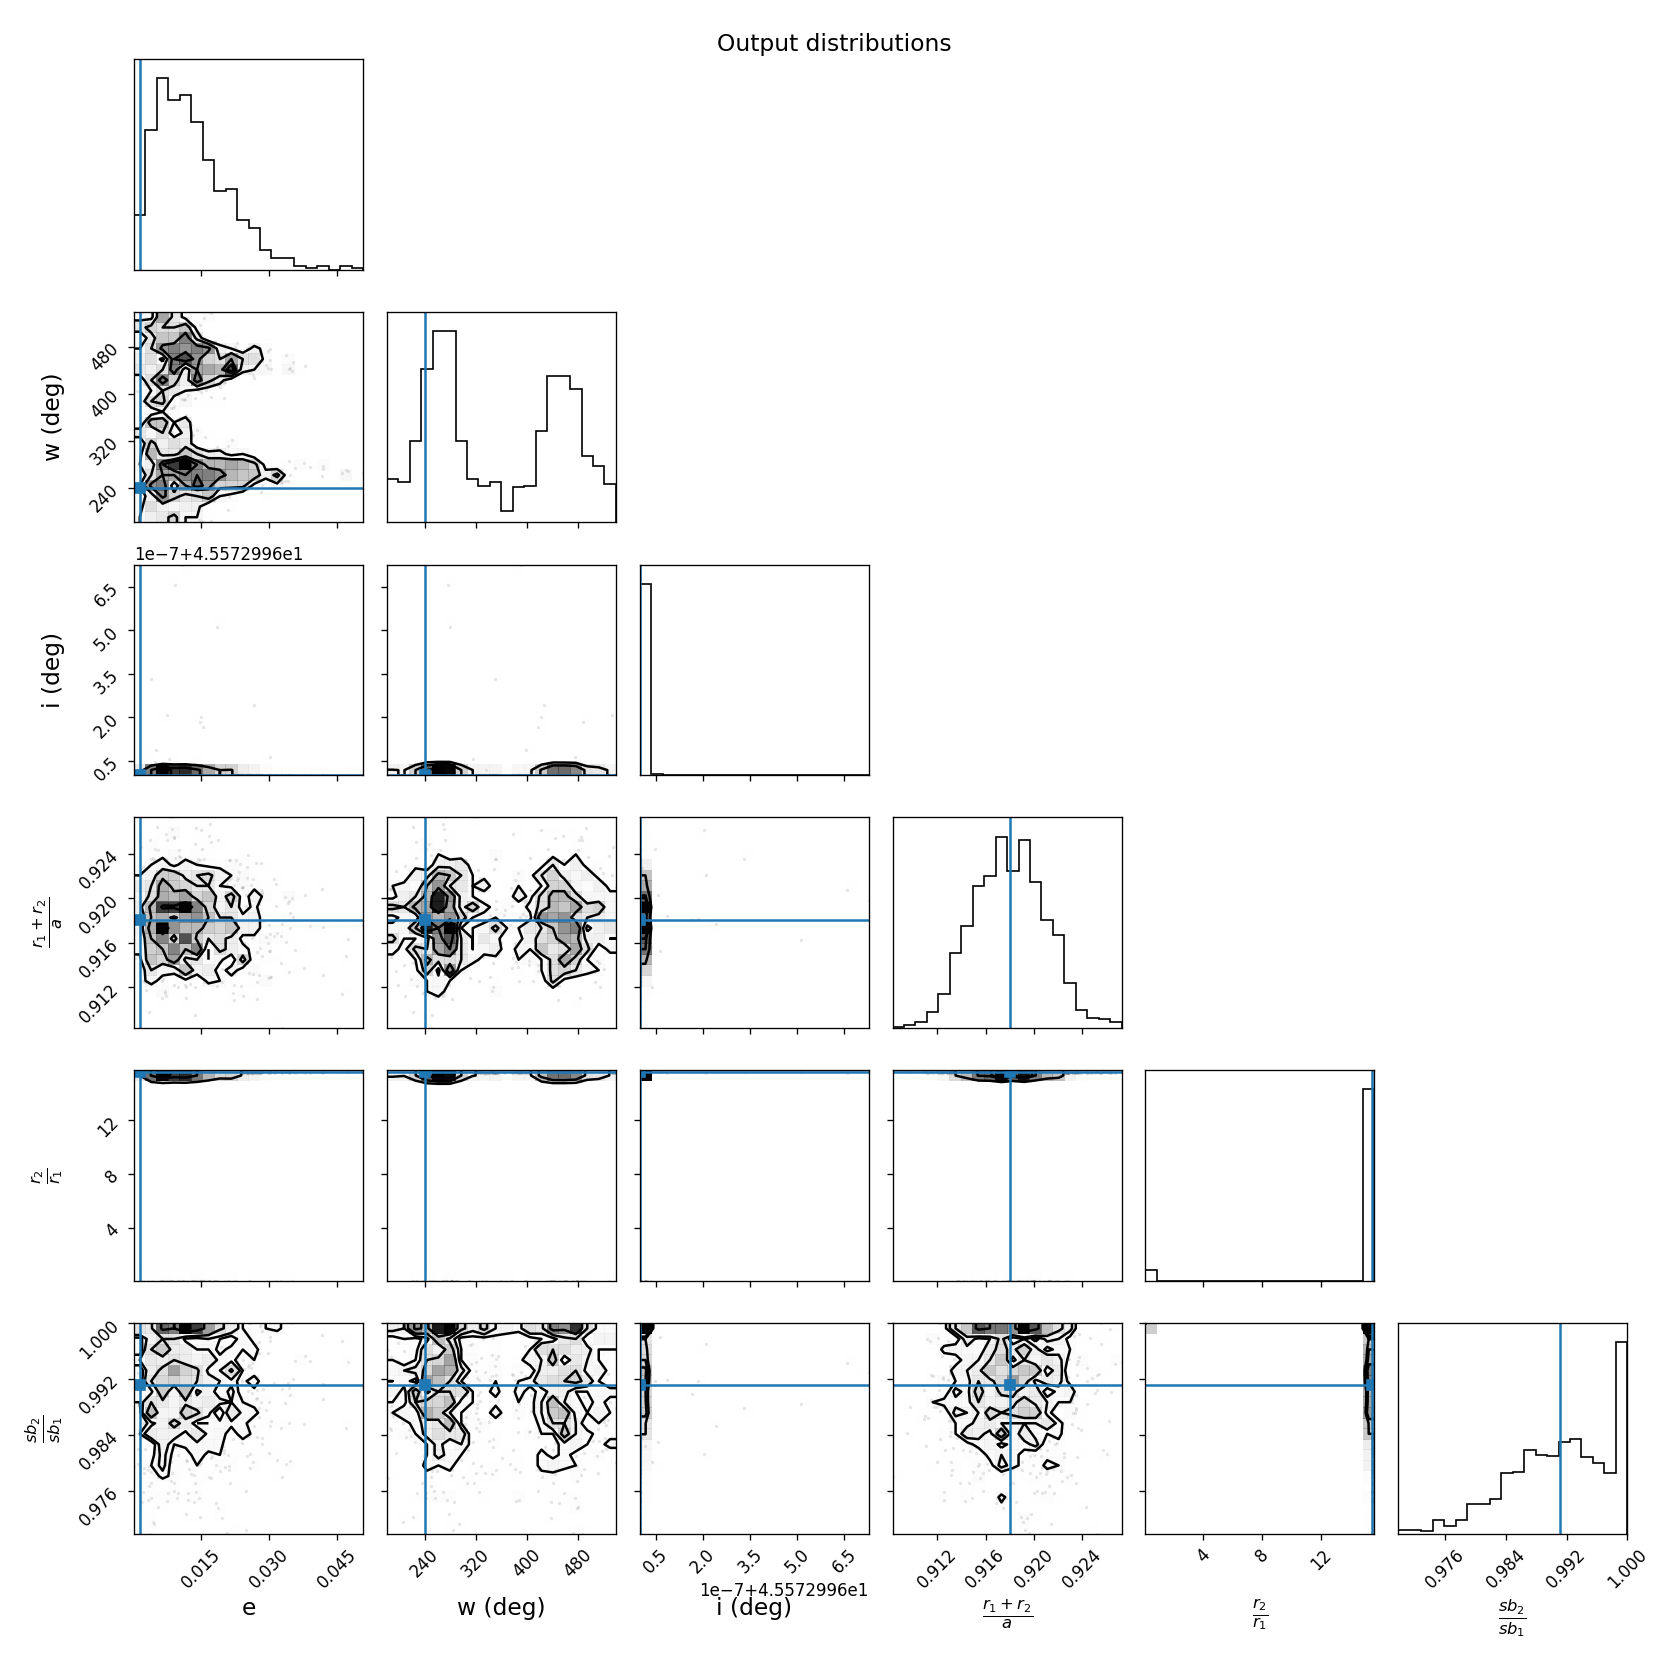 Output distributions
w (deg)
480
400
320
240
1e−7+4.5572996e1
i (deg)
6.5
5.0
3.5
2.0
0.5
r₁ + r₂
a
0.924
0.920
0.916
0.912
r₂
r₁
12
8
4
sb₂
sb₁
1.000
0.992
0.984
0.976
0.015 0.030 0.045 240 320 400 480 0.5 2.0 3.5 5.0 6.5 0.912 0.916 0.920 0.924 4 8 12 0.976 0.984 0.992 1.000
1e−7+4.5572996e1
e w (deg) i (deg) r₁ + r₂ r₂ sb₂
a r₁ sb₁